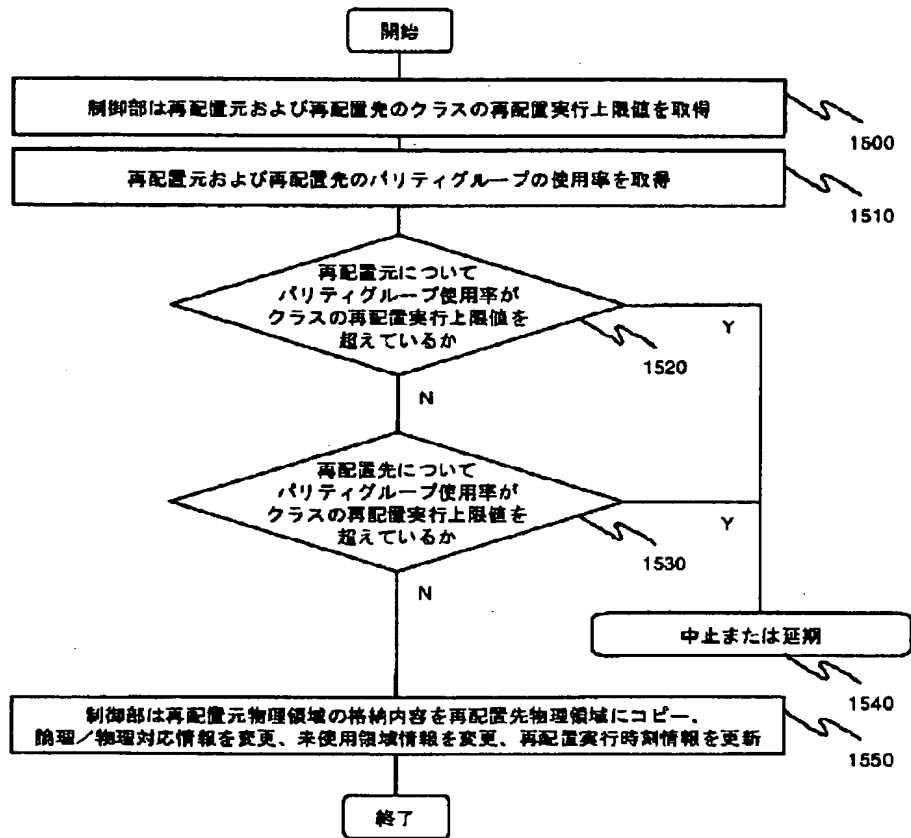 開始
制御部は再配置元および再配置先のクラスの再配置実行上限値を取得
1500
再配置元および再配置先のパリティグループの使用率を取得
1510
再配置元について
パリティグループ使用率が
クラスの再配置実行上限値を
超えているか
Y
1520
N
再配置先について
パリティグループ使用率が
クラスの再配置実行上限値を
超えているか
Y
1530
N
中止または延期
1540
制御部は再配置元物理領域の格納内容を再配置先物理領域にコピー、
論理／物理対応情報を変更、未使用領域情報を変更、再配置実行時刻情報を更新
1550
終了